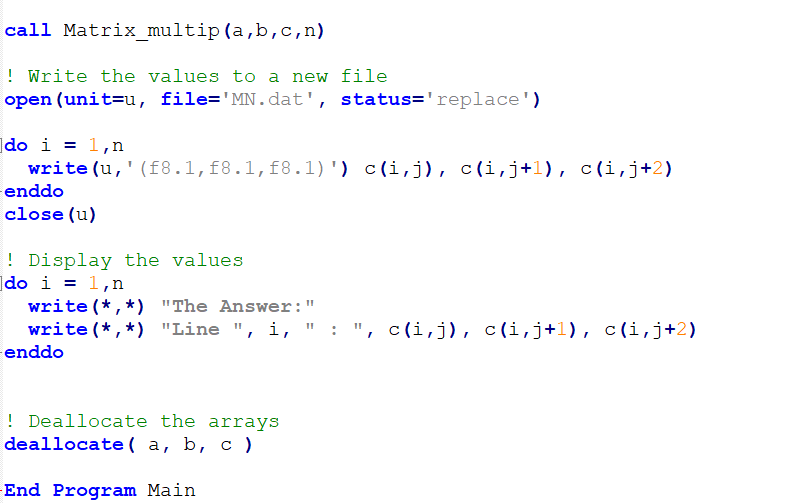 call Matrix_multip(a,b,c,n)
! Write the values to a new file
open(unit=u, file='MN.dat', status='replace')
do i = 1,n
write(u,'(f8.1,f8.1,f8.1)') c(i,j), c(i,j+1), c(i,j+2)
enddo
close(u)
! Display the values
do i = 1,n
write(*,*) "The Answer:"
write(*,*) "Line ", i, " : ", c(i,j), c(i,j+1), c(i,j+2)
enddo
! Deallocate the arrays
deallocate( a, b, c )
End Program Main